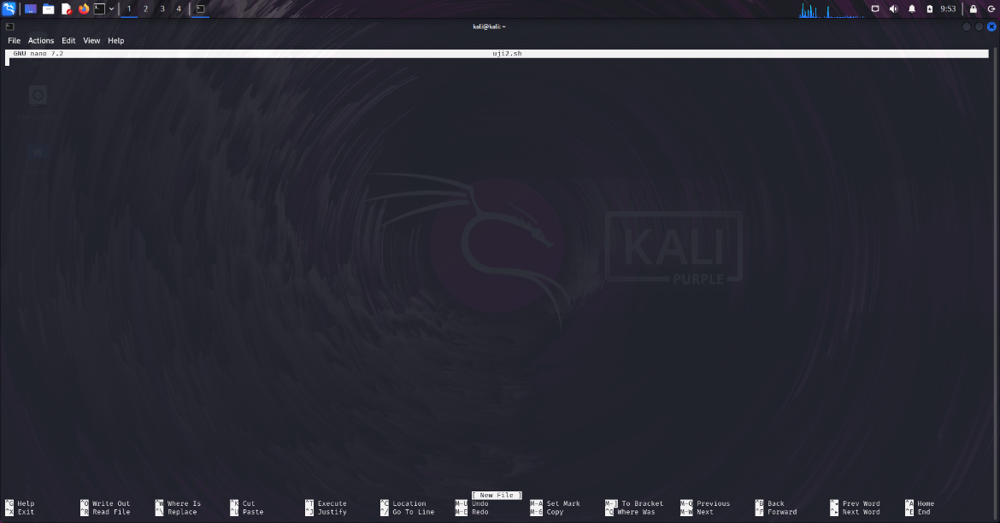 1 2 3 4 9:53
kali@kali: ~
File Actions Edit View Help
GNU nano 7.2 uji2.sh
KALI
PURPLE
[ New File ]
^G Help ^O Write Out ^W Where Is ^K Cut ^T Execute ^C Location M-U Undo M-A Set Mark M-] To Bracket M-Q Previous ^B Back ^◂ Prev Word ^A Home
^X Exit ^R Read File ^\ Replace ^U Paste ^J Justify ^/ Go To Line M-E Redo M-6 Copy ^Q Where Was M-W Next ^F Forward ^▸ Next Word ^E End